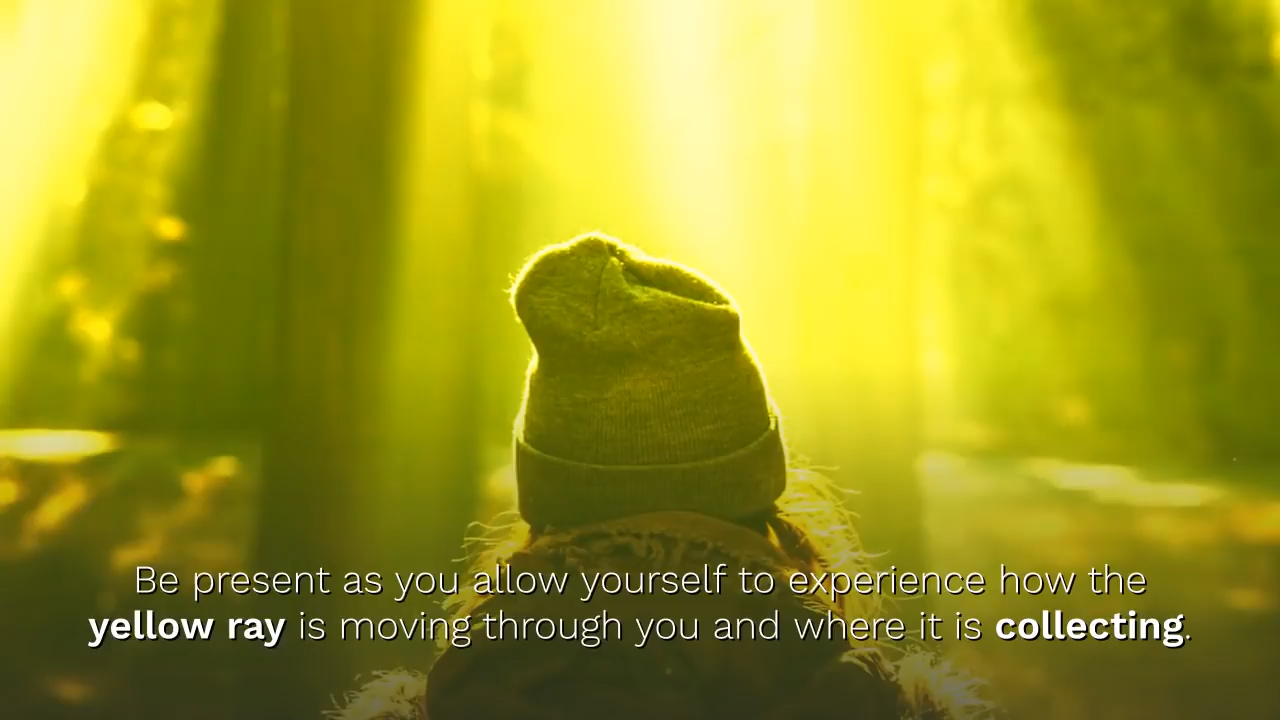 Be present as you allow yourself to experience how the
yellow ray is moving through you and where it is collecting.